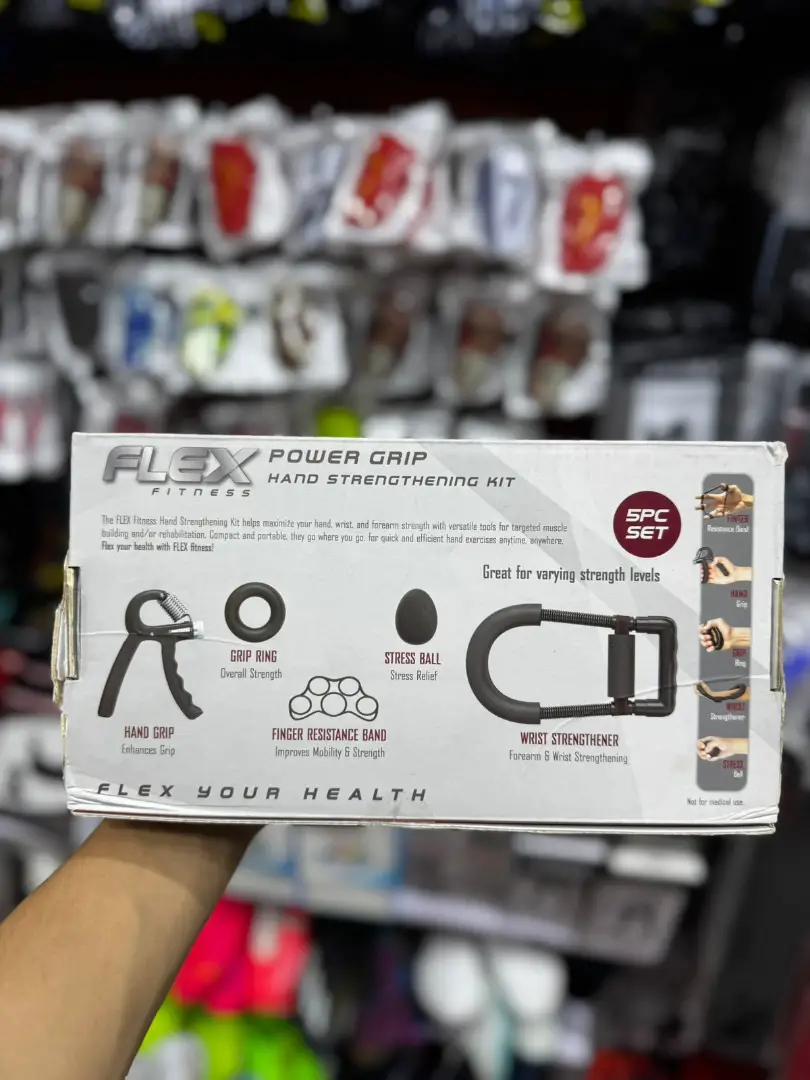 FLEX
FITNESS
POWER GRIP
HAND STRENGTHENING KIT
The FLEX Fitness Hand Strengthening Kit helps maximize your hand, wrist, and forearm strength with versatile tools for targeted muscle
building and/or rehabilitation. Compact and portable, they go where you go. for quick and efficient hand exercises anytime, anywhere.
Flex your health with FLEX fitness!
5PC
SET
Great for varying strength levels
HAND GRIP
Enhances Grip
GRIP RING
Overall Strength
FINGER RESISTANCE BAND
Improves Mobility & Strength
STRESS BALL
Stress Relief
WRIST STRENGTHENER
Forearm & Wrist Strengthening
FINGER
Resistance Band
HAND
Grip
GRIP
Ring
WRIST
Strengthener
STRESS
Ball
FLEX YOUR HEALTH
Not for medical use.